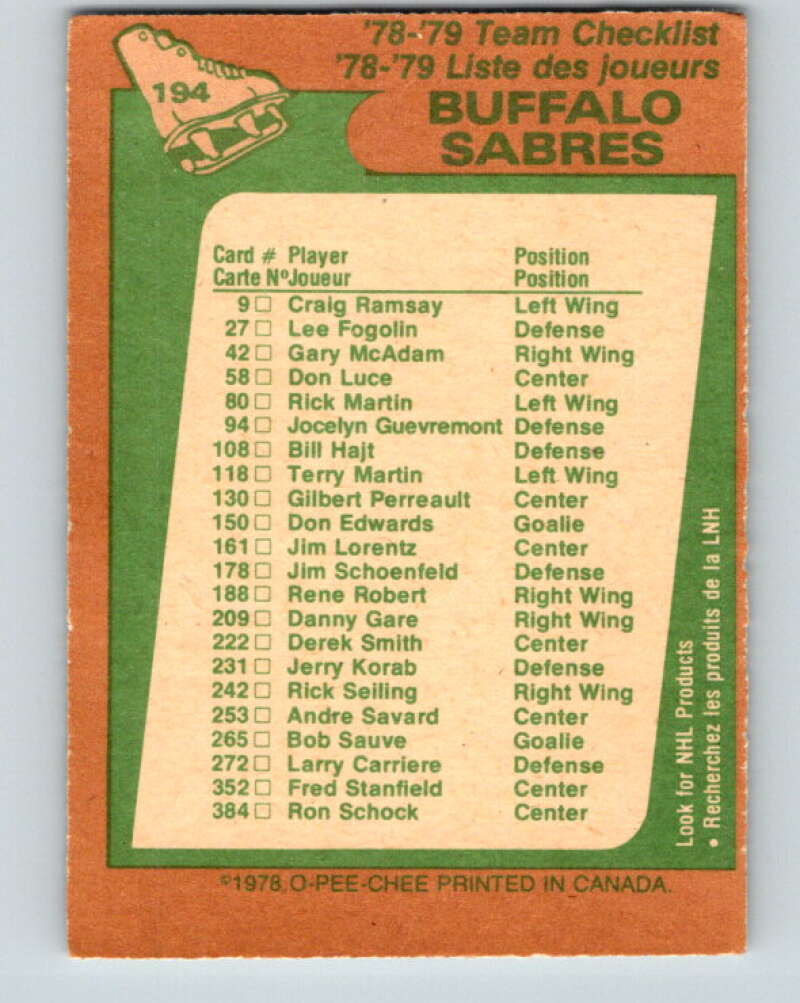 '78-'79 Team Checklist
'78-'79 Liste des joueurs
194
BUFFALO
SABRES
Card # Player Position
Carte Nº Joueur Position
9 □ Craig Ramsay Left Wing
27 □ Lee Fogolin Defense
42 □ Gary McAdam Right Wing
58 □ Don Luce Center
80 □ Rick Martin Left Wing
94 □ Jocelyn Guevremont Defense
108 □ Bill Hajt Defense
118 □ Terry Martin Left Wing
130 □ Gilbert Perreault Center
150 □ Don Edwards Goalie
161 □ Jim Lorentz Center
178 □ Jim Schoenfeld Defense
188 □ Rene Robert Right Wing
209 □ Danny Gare Right Wing
222 □ Derek Smith Center
231 □ Jerry Korab Defense
242 □ Rick Seiling Right Wing
253 □ Andre Savard Center
265 □ Bob Sauve Goalie
272 □ Larry Carriere Defense
352 □ Fred Stanfield Center
384 □ Ron Schock Center
Look for NHL Products
• Recherchez les produits de la LNH
©1978 O-PEE-CHEE PRINTED IN CANADA.